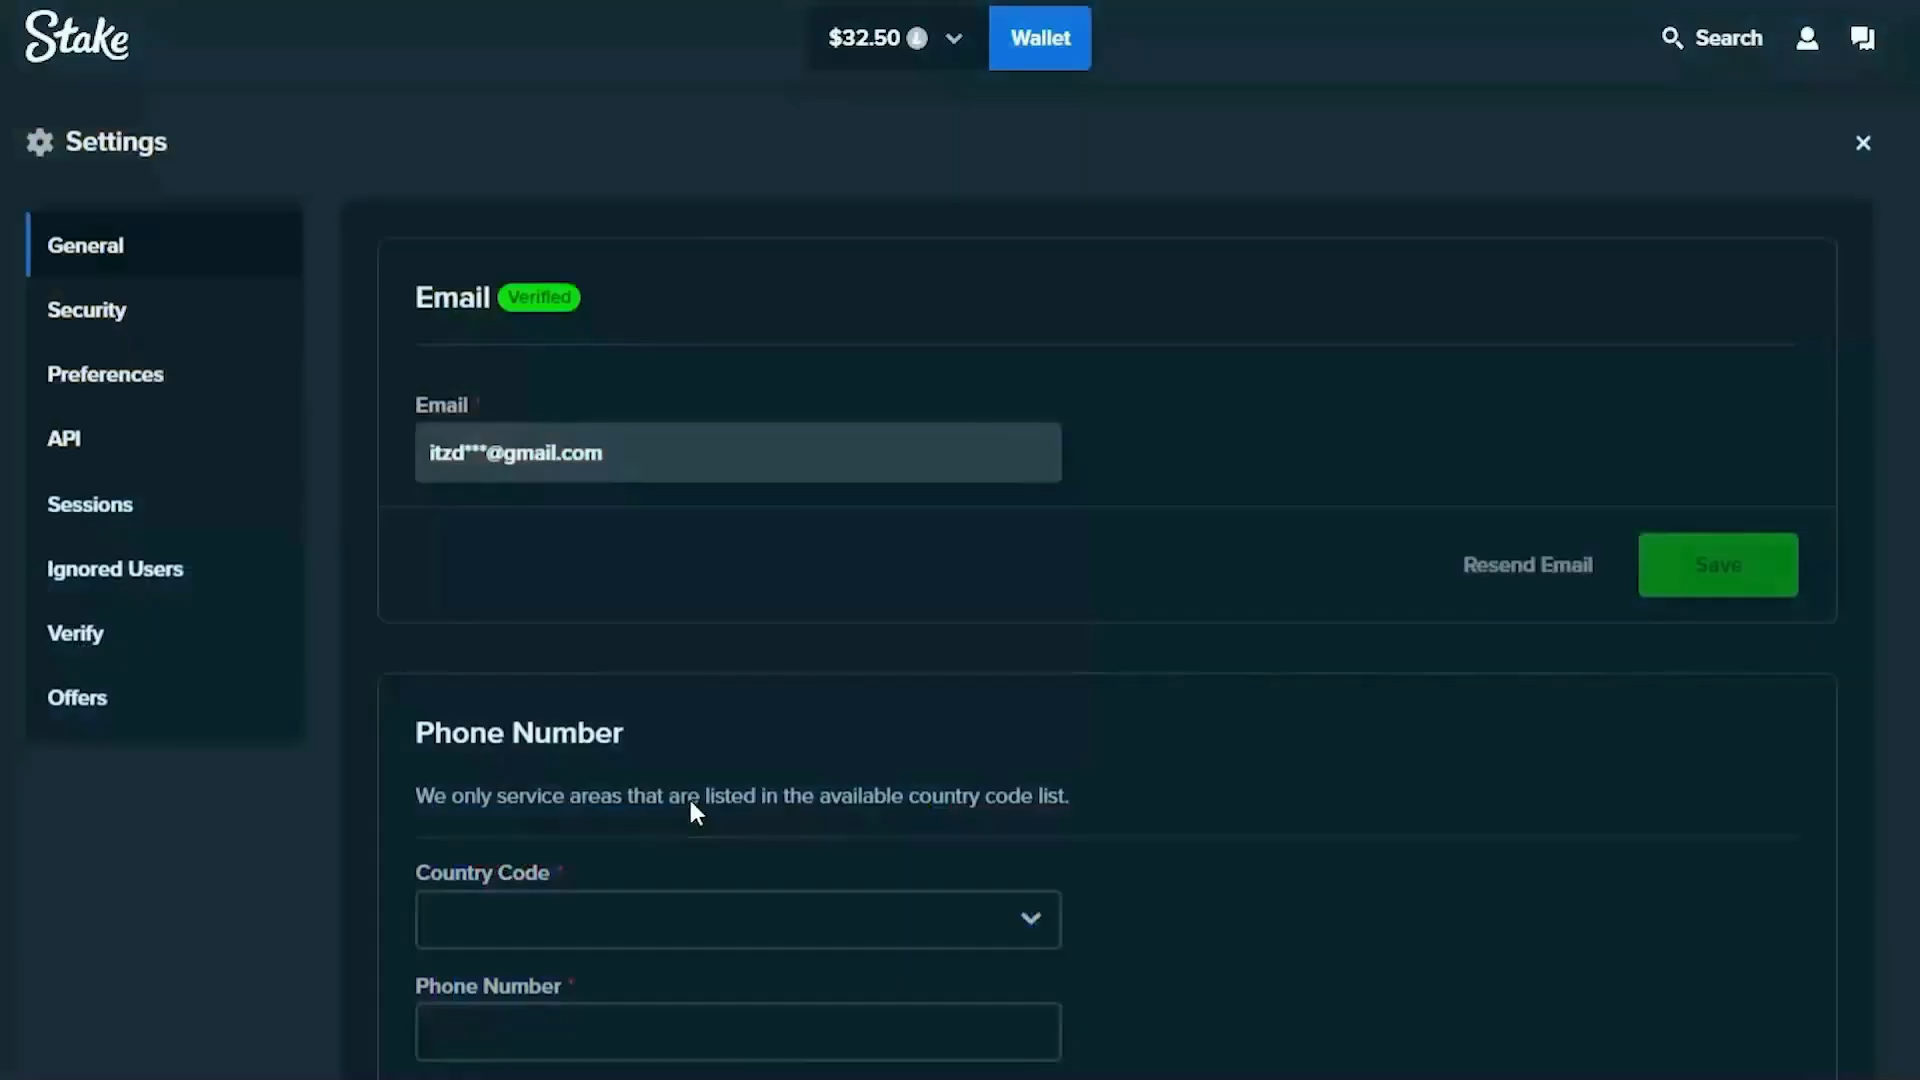 Stake
$32.50
Wallet
Search
Settings
General
Security
Preferences
API
Sessions
Ignored Users
Verify
Offers
Email Verified
Email *
itzd***@gmail.com
Resend Email
Save
Phone Number
We only service areas that are listed in the available country code list.
Country Code *
Phone Number *